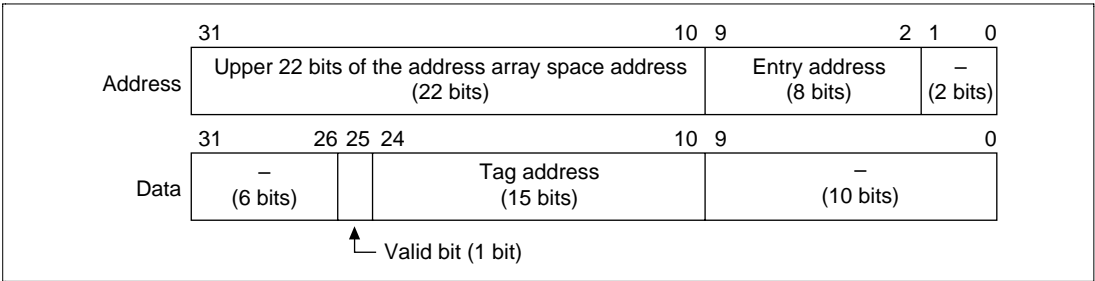 31 10 9 2 1 0
Address
Upper 22 bits of the address array space address
(22 bits)
Entry address
(8 bits)
–
(2 bits)
31 26 25 24 10 9 0
Data
–
(6 bits)
Tag address
(15 bits)
–
(10 bits)
Valid bit (1 bit)